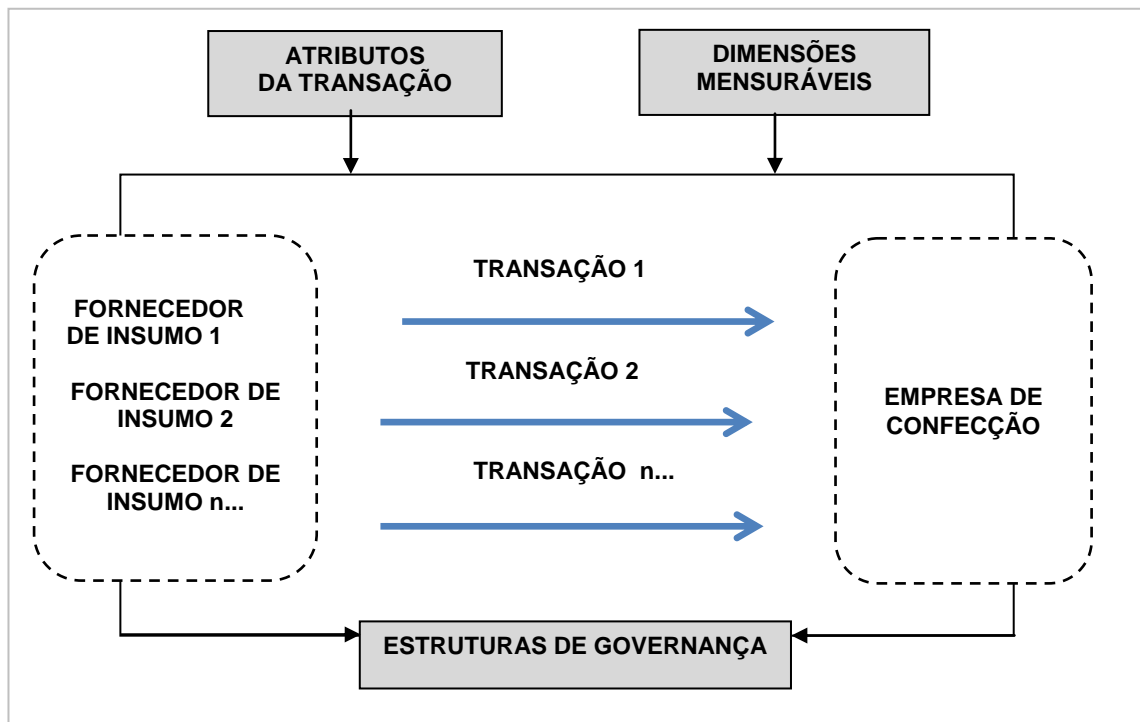 ATRIBUTOS
DA TRANSAÇÃO
DIMENSÕES
MENSURÁVEIS
TRANSAÇÃO 1
FORNECEDOR
DE INSUMO 1
TRANSAÇÃO 2
FORNECEDOR DE
INSUMO 2
EMPRESA DE
CONFECÇÃO
FORNECEDOR DE
INSUMO n...
TRANSAÇÃO n...
ESTRUTURAS DE GOVERNANÇA